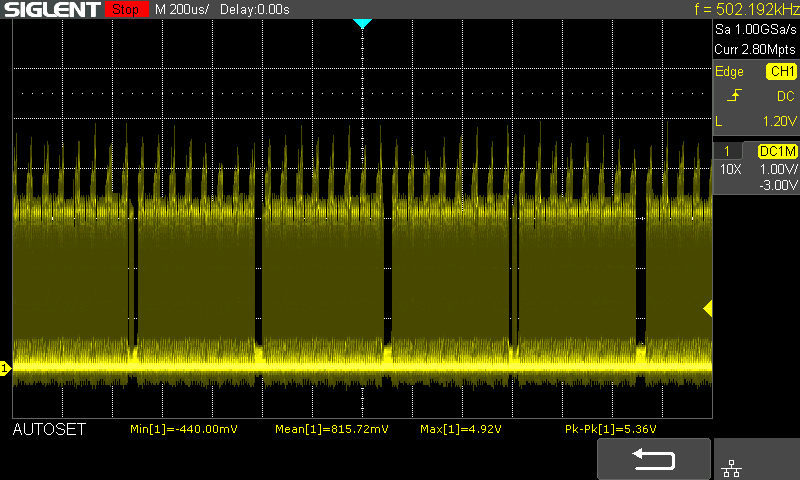 SIGLENT Stop M 200us/ Delay:0.00s f = 502.192kHz
Sa 1.00GSa/s
Curr 2.80Mpts
Edge CH1
DC
L 1.20V
1 DC1M
10X 1.00V/
-3.00V
1
AUTOSET Min[1]=-440.00mV Mean[1]=815.72mV Max[1]=4.92V Pk-Pk[1]=5.36V